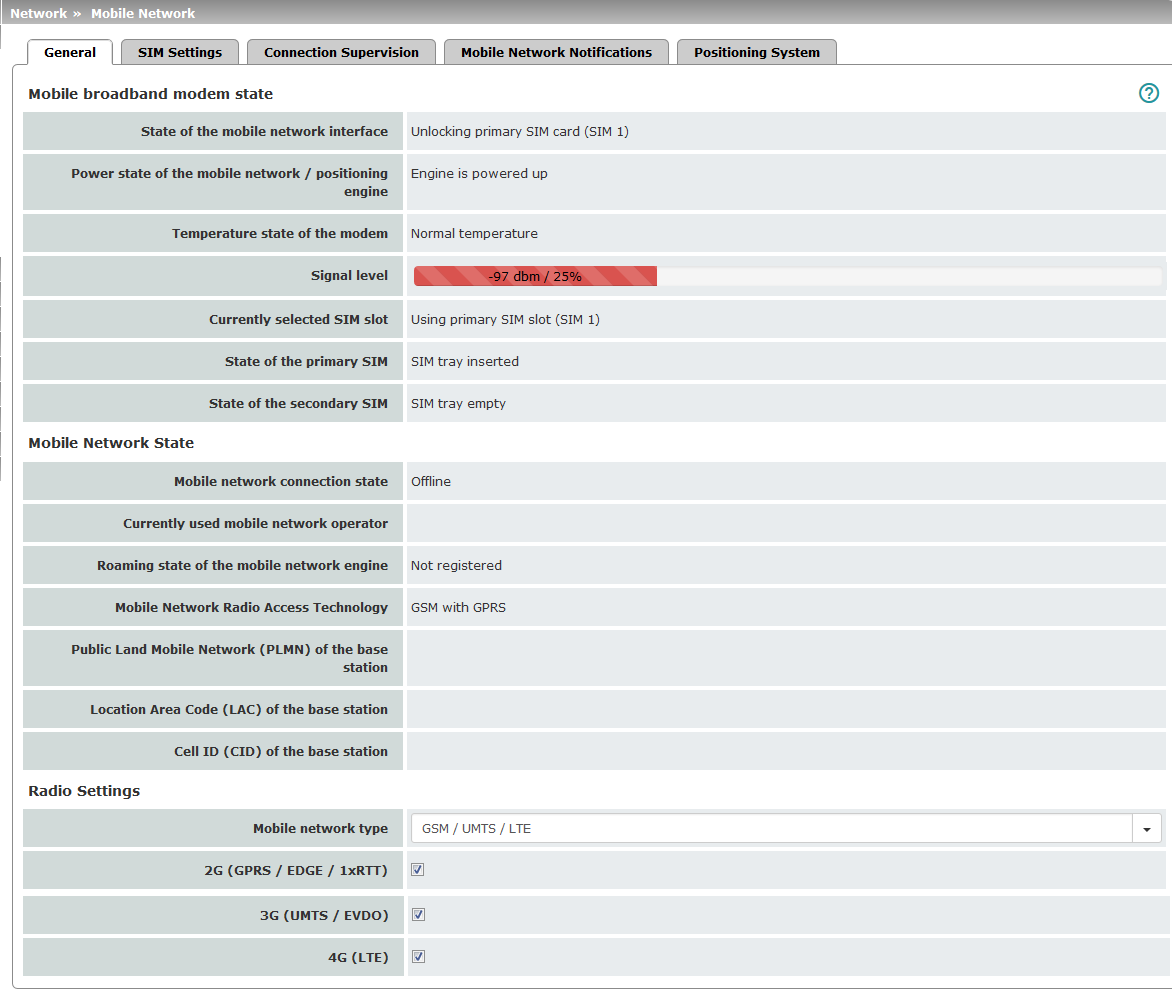 Network » Mobile Network
General
SIM Settings
Connection Supervision
Mobile Network Notifications
Positioning System
Mobile broadband modem state
?
State of the mobile network interface
Unlocking primary SIM card (SIM 1)
Power state of the mobile network / positioning
engine
Engine is powered up
Temperature state of the modem
Normal temperature
Signal level
-97 dbm / 25%
Currently selected SIM slot
Using primary SIM slot (SIM 1)
State of the primary SIM
SIM tray inserted
State of the secondary SIM
SIM tray empty
Mobile Network State
Mobile network connection state
Offline
Currently used mobile network operator
Roaming state of the mobile network engine
Not registered
Mobile Network Radio Access Technology
GSM with GPRS
Public Land Mobile Network (PLMN) of the base
station
Location Area Code (LAC) of the base station
Cell ID (CID) of the base station
Radio Settings
Mobile network type
GSM / UMTS / LTE
2G (GPRS / EDGE / 1xRTT)
3G (UMTS / EVDO)
4G (LTE)